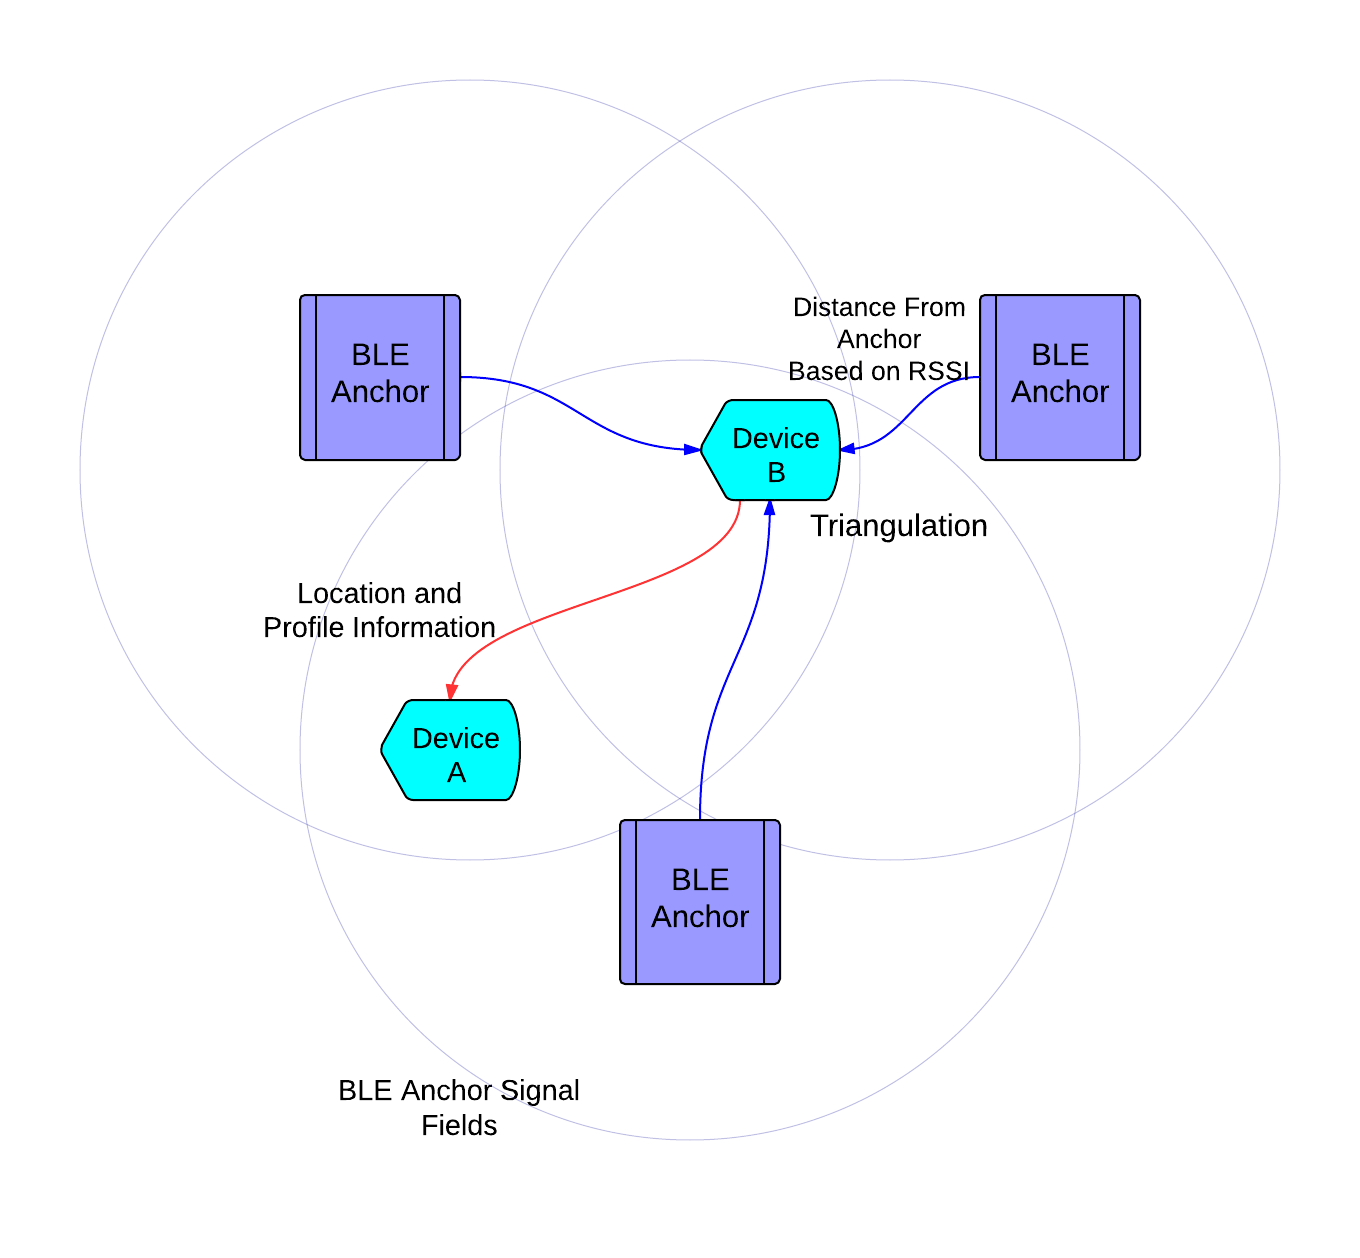 BLE
Anchor
Distance From
Anchor
Based on RSSI
BLE
Anchor
Device
B
Triangulation
Location and
Profile Information
Device
A
BLE
Anchor
BLE Anchor Signal
Fields